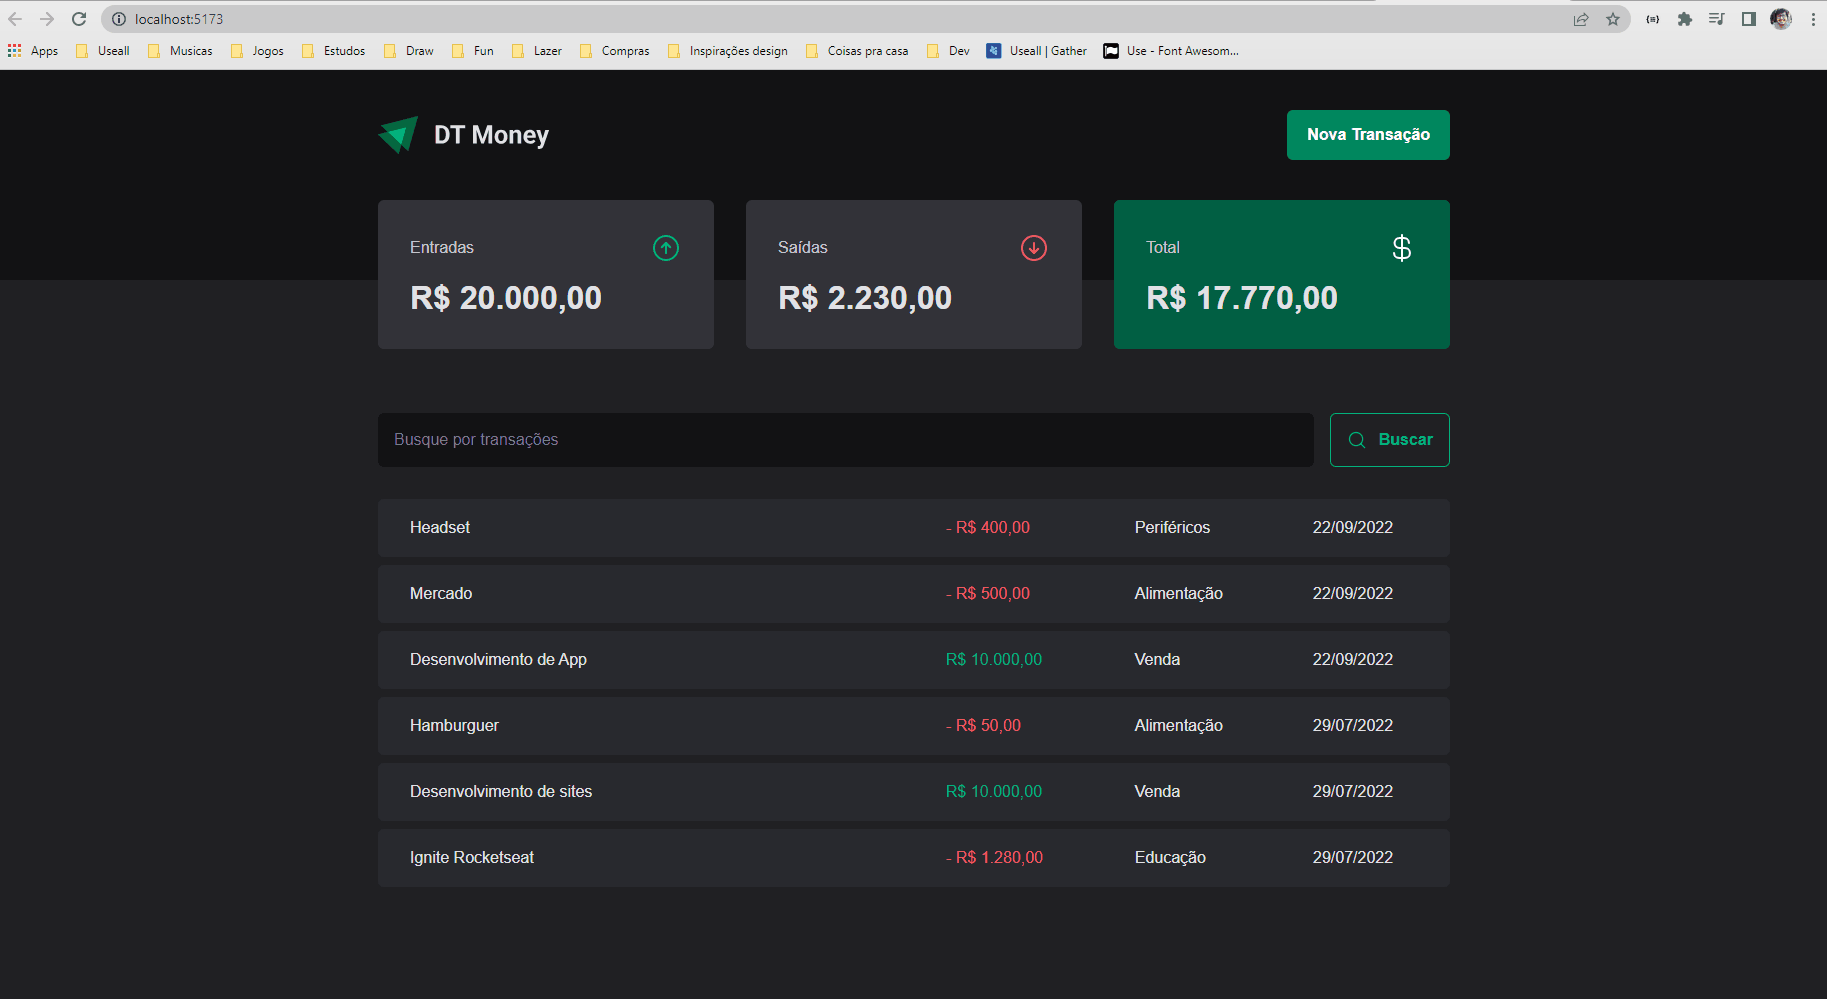 localhost:5173
Apps Useall Musicas Jogos Estudos Draw Fun Lazer Compras Inspirações design Coisas pra casa Dev Useall | Gather Use - Font Awesom...
DT Money
Nova Transação
Entradas
R$ 20.000,00
Saídas
R$ 2.230,00
Total
$
R$ 17.770,00
Busque por transações
Buscar
Headset - R$ 400,00 Periféricos 22/09/2022
Mercado - R$ 500,00 Alimentação 22/09/2022
Desenvolvimento de App R$ 10.000,00 Venda 22/09/2022
Hamburguer - R$ 50,00 Alimentação 29/07/2022
Desenvolvimento de sites R$ 10.000,00 Venda 29/07/2022
Ignite Rocketseat - R$ 1.280,00 Educação 29/07/2022